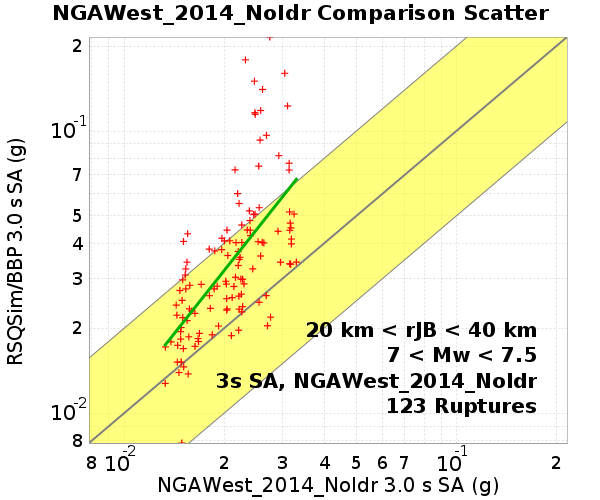 NGAWest_2014_NoIdr Comparison Scatter
RSQSim/BBP 3.0 s SA (g)
2
10⁻¹
7
5
4
3
2
10⁻²
8
20 km < rJB < 40 km
7 < Mw < 7.5
3s SA, NGAWest_2014_NoIdr
123 Ruptures
8 10⁻² 2 3 4 5 6 7 10⁻¹ 2
NGAWest_2014_NoIdr 3.0 s SA (g)